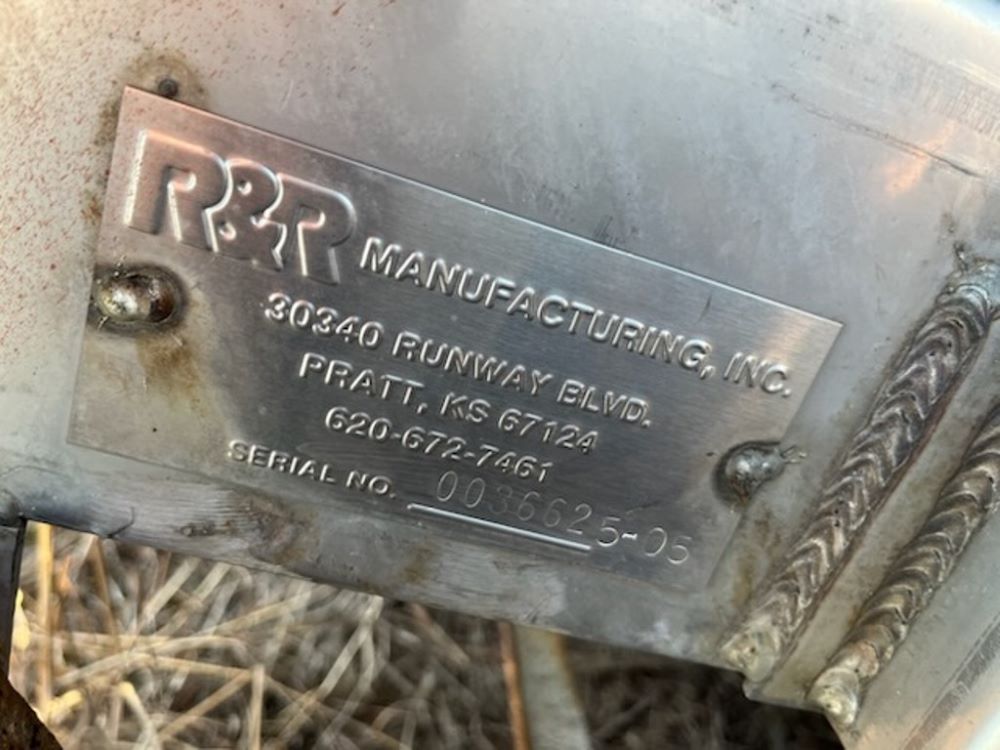 R&R MANUFACTURING, INC.
30340 RUNWAY BLVD.
PRATT, KS 67124
620-672-7461
SERIAL NO. 0036625-05